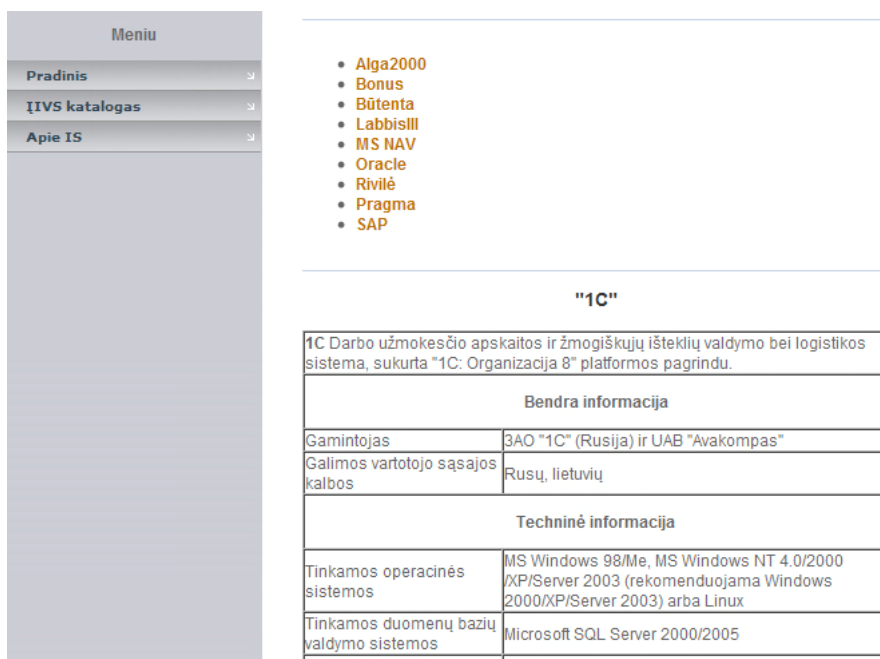 Meniu
Pradinis
ĮIVS katalogas
Apie IS
Alga2000
Bonus
Būtenta
LabbisIII
MS NAV
Oracle
Rivilė
Pragma
SAP
"1C"
1C Darbo užmokesčio apskaitos ir žmogiškųjų išteklių valdymo bei logistikos
sistema, sukurta "1C: Organizacija 8" platformos pagrindu.
Bendra informacija
Gamintojas
ЗАО "1C" (Rusija) ir UAB "Avakompas"
Galimos vartotojo sąsajos
kalbos
Rusų, lietuvių
Techninė informacija
Tinkamos operacinės
sistemos
MS Windows 98/Me, MS Windows NT 4.0/2000
/XP/Server 2003 (rekomenduojama Windows
2000/XP/Server 2003) arba Linux
Tinkamos duomenų bazių
valdymo sistemos
Microsoft SQL Server 2000/2005